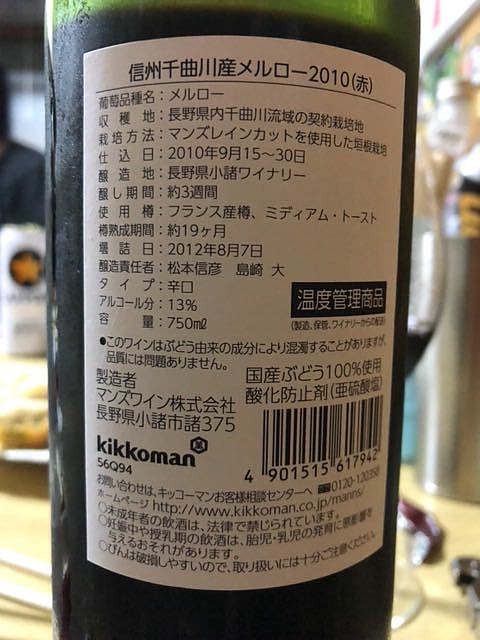 信州千曲川産メルロー2010(赤)
葡萄品種名：メルロー
収穫地：長野県内千曲川流域の契約栽培地
栽培方法：マンズレインカットを使用した垣根栽培
仕込日：2010年9月15～30日
醸造地：長野県小諸ワイナリー
醸し期間：約3週間
使用樽：フランス産樽、ミディアム・トースト
樽熟成期間：約19ヶ月
壜詰日：2012年8月7日
醸造責任者：松本信彦 島崎 大
タイプ：辛口
アルコール分：13%
容量：750mℓ
温度管理商品
(製造、保管、ワイナリーからの配送)
●このワインはぶどう由来の成分により混濁することがありますが、
品質には問題ありません。
製造者
マンズワイン株式会社
長野県小諸市諸375
国産ぶどう100%使用
酸化防止剤(亜硫酸塩)
kikkoman
56Q94
4 901515 617942
お問い合わせは、キッコーマンお客様相談センターへ 0120-120358
ホームページ http://www.kikkoman.co.jp/manns/
○未成年者の飲酒は、法律で禁じられています。
○妊娠中や授乳期の飲酒は、胎児・乳児の発育に悪影響を
与えるおそれがあります。
○びんは破損しやすいので、取り扱いには十分ご注意ください。